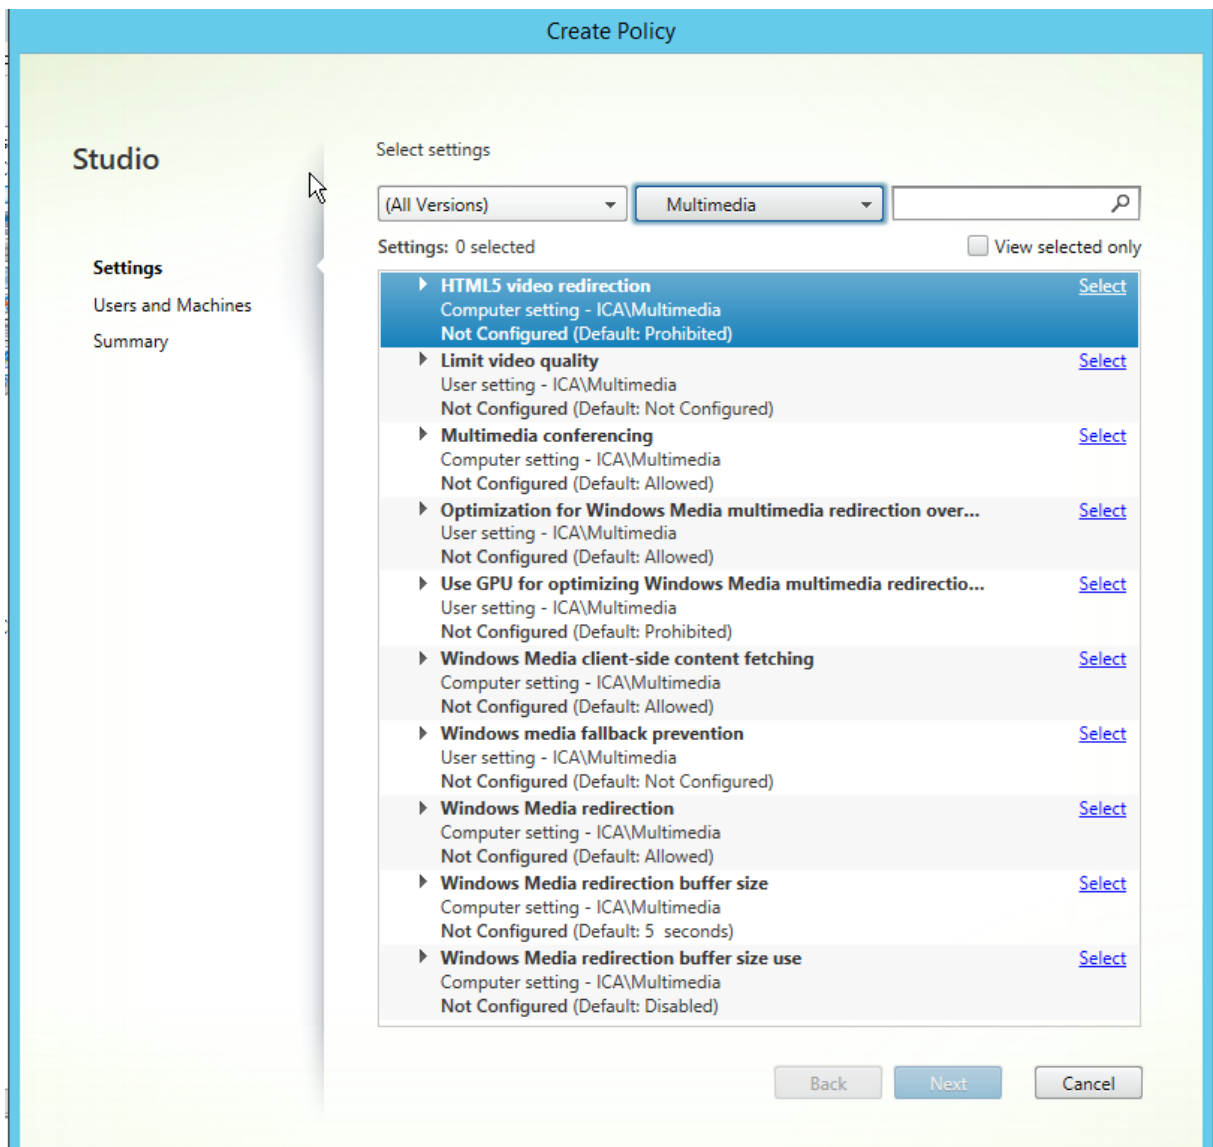 Create Policy
Studio
Settings
Users and Machines
Summary
Select settings
(All Versions) Multimedia
Settings: 0 selected View selected only
HTML5 video redirection Select
Computer setting - ICA\Multimedia
Not Configured (Default: Prohibited)
Limit video quality Select
User setting - ICA\Multimedia
Not Configured (Default: Not Configured)
Multimedia conferencing Select
Computer setting - ICA\Multimedia
Not Configured (Default: Allowed)
Optimization for Windows Media multimedia redirection over... Select
User setting - ICA\Multimedia
Not Configured (Default: Allowed)
Use GPU for optimizing Windows Media multimedia redirectio... Select
User setting - ICA\Multimedia
Not Configured (Default: Prohibited)
Windows Media client-side content fetching Select
Computer setting - ICA\Multimedia
Not Configured (Default: Allowed)
Windows media fallback prevention Select
User setting - ICA\Multimedia
Not Configured (Default: Not Configured)
Windows Media redirection Select
Computer setting - ICA\Multimedia
Not Configured (Default: Allowed)
Windows Media redirection buffer size Select
Computer setting - ICA\Multimedia
Not Configured (Default: 5  seconds)
Windows Media redirection buffer size use Select
Computer setting - ICA\Multimedia
Not Configured (Default: Disabled)
Back Next Cancel